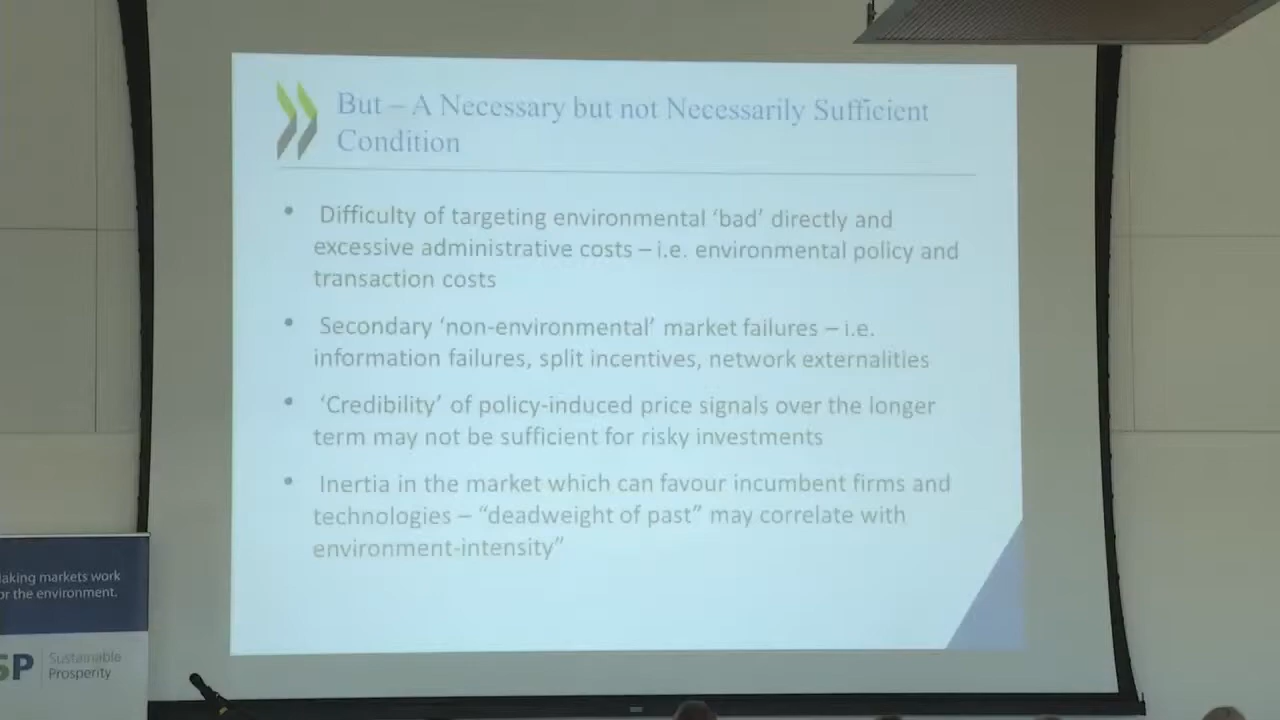 But – A Necessary but not Necessarily Sufficient
Condition
• Difficulty of targeting environmental ‘bad’ directly and
excessive administrative costs – i.e. environmental policy and
transaction costs
• Secondary ‘non-environmental’ market failures – i.e.
information failures, split incentives, network externalities
• ‘Credibility’ of policy-induced price signals over the longer
term may not be sufficient for risky investments
• Inertia in the market which can favour incumbent firms and
technologies – “deadweight of past” may correlate with
environment-intensity”
aking markets work
or the environment.
SP Sustainable
Prosperity